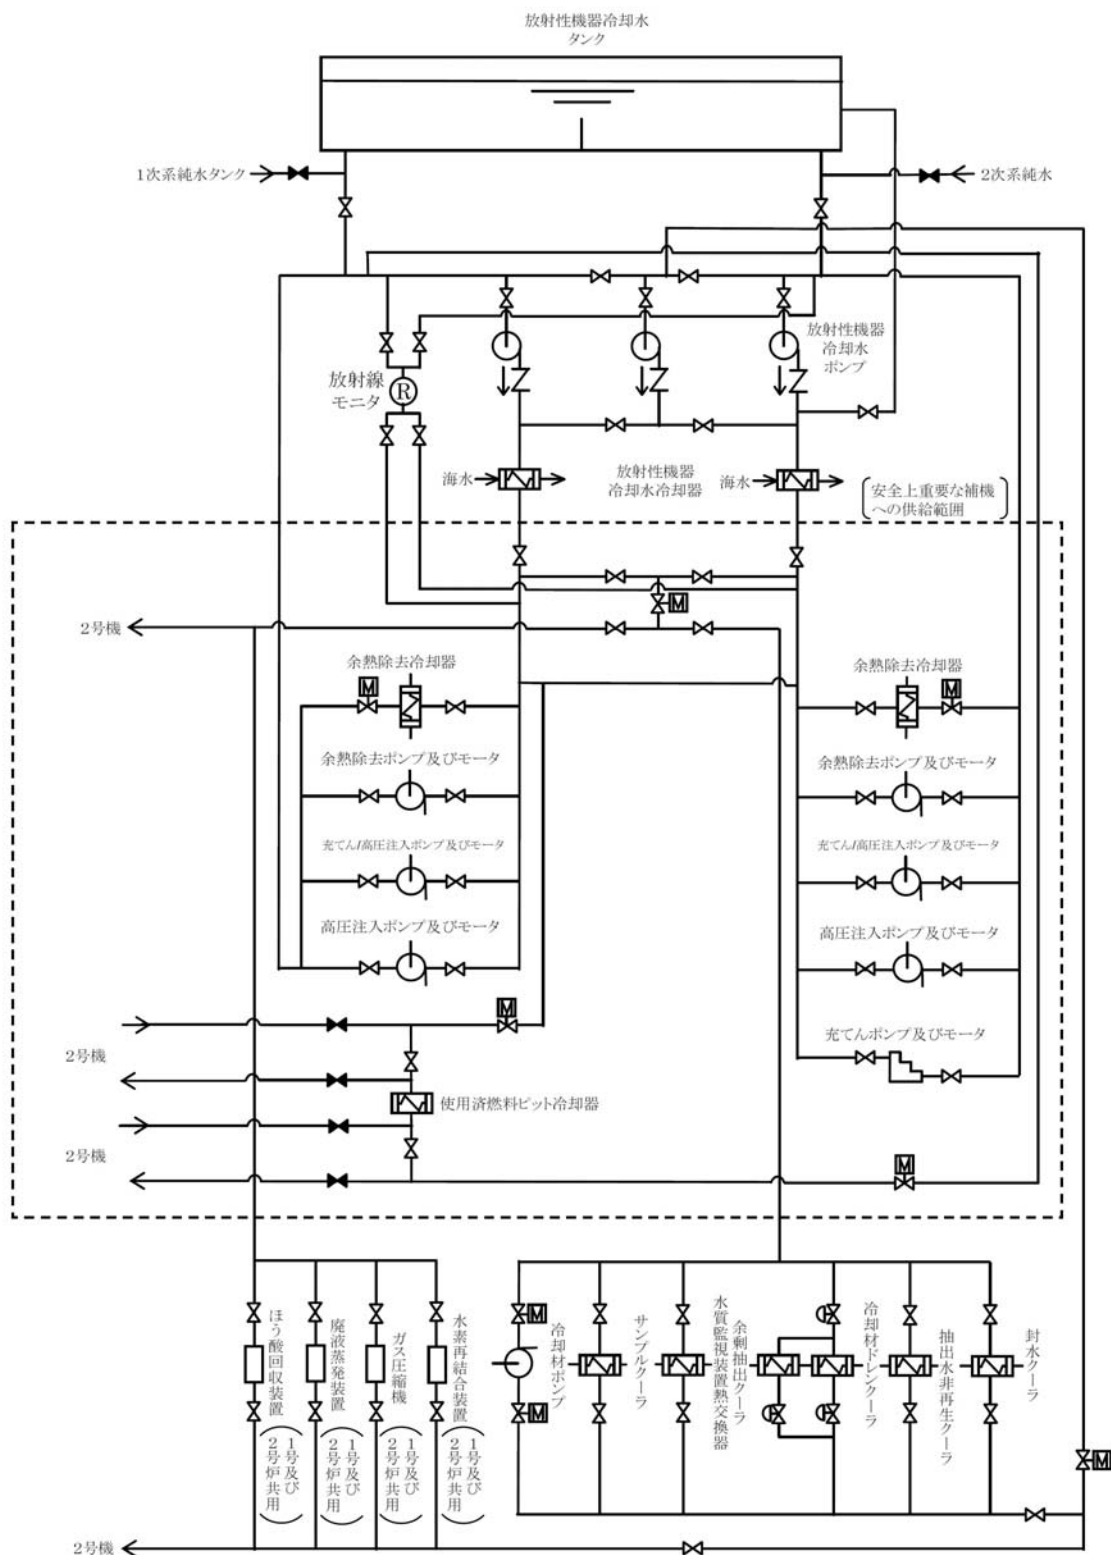 放射性機器冷却水
タンク
1次系純水タンク
2次系純水
放射性機器
冷却水
ポンプ
放射線
モニタ
R
海水
放射性機器
冷却水冷却器
海水
安全上重要な補機
への供給範囲
M
2号機
余熱除去冷却器
M
余熱除去冷却器
M
余熱除去ポンプ及びモータ
余熱除去ポンプ及びモータ
充てん/高圧注入ポンプ及びモータ
充てん/高圧注入ポンプ及びモータ
高圧注入ポンプ及びモータ
高圧注入ポンプ及びモータ
M
2号機
充てんポンプ及びモータ
使用済燃料ピット冷却器
2号機
M
ほう酸回収装置
(1号及び
2号炉共用)
廃液蒸発装置
(1号及び
2号炉共用)
ガス圧縮機
(1号及び
2号炉共用)
水素再結合装置
(1号及び
2号炉共用)
M
冷却材ポンプ
M
サンプルクーラ
水質監視装置熱交換器
余剰抽出クーラ
冷却材ドレンクーラ
抽出水非再生クーラ
封水クーラ
M
2号機